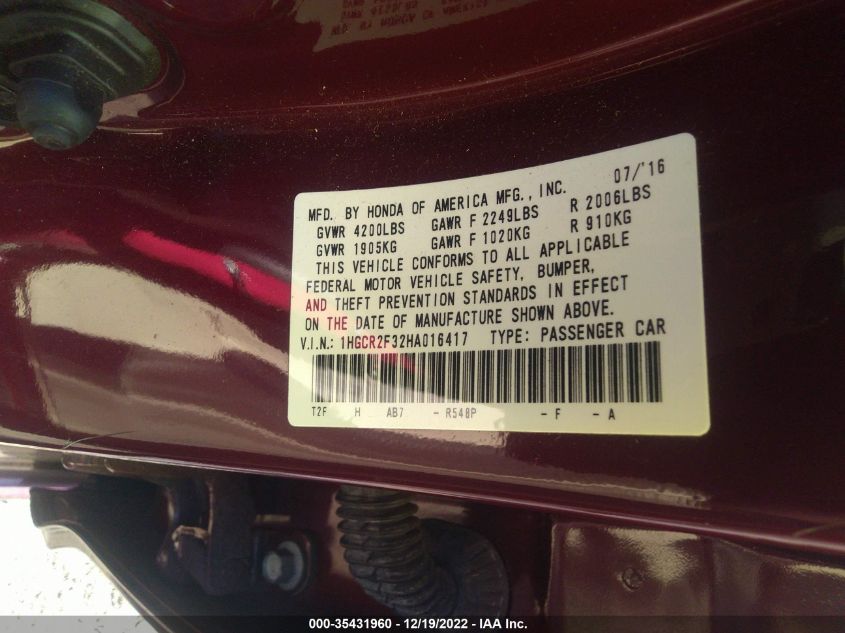 07/'16
MFD. BY HONDA OF AMERICA MFG., INC.
GVWR 4200LBS GAWR F 2249LBS R 2006LBS
GVWR 1905KG GAWR F 1020KG R 910KG
THIS VEHICLE CONFORMS TO ALL APPLICABLE
FEDERAL MOTOR VEHICLE SAFETY, BUMPER,
AND THEFT PREVENTION STANDARDS IN EFFECT
ON THE DATE OF MANUFACTURE SHOWN ABOVE.
V.I.N.: 1HGCR2F32HA016417 TYPE: PASSENGER CAR
T2F H AB7 - R548P - F - A
000-35431960 - 12/19/2022 - IAA Inc.